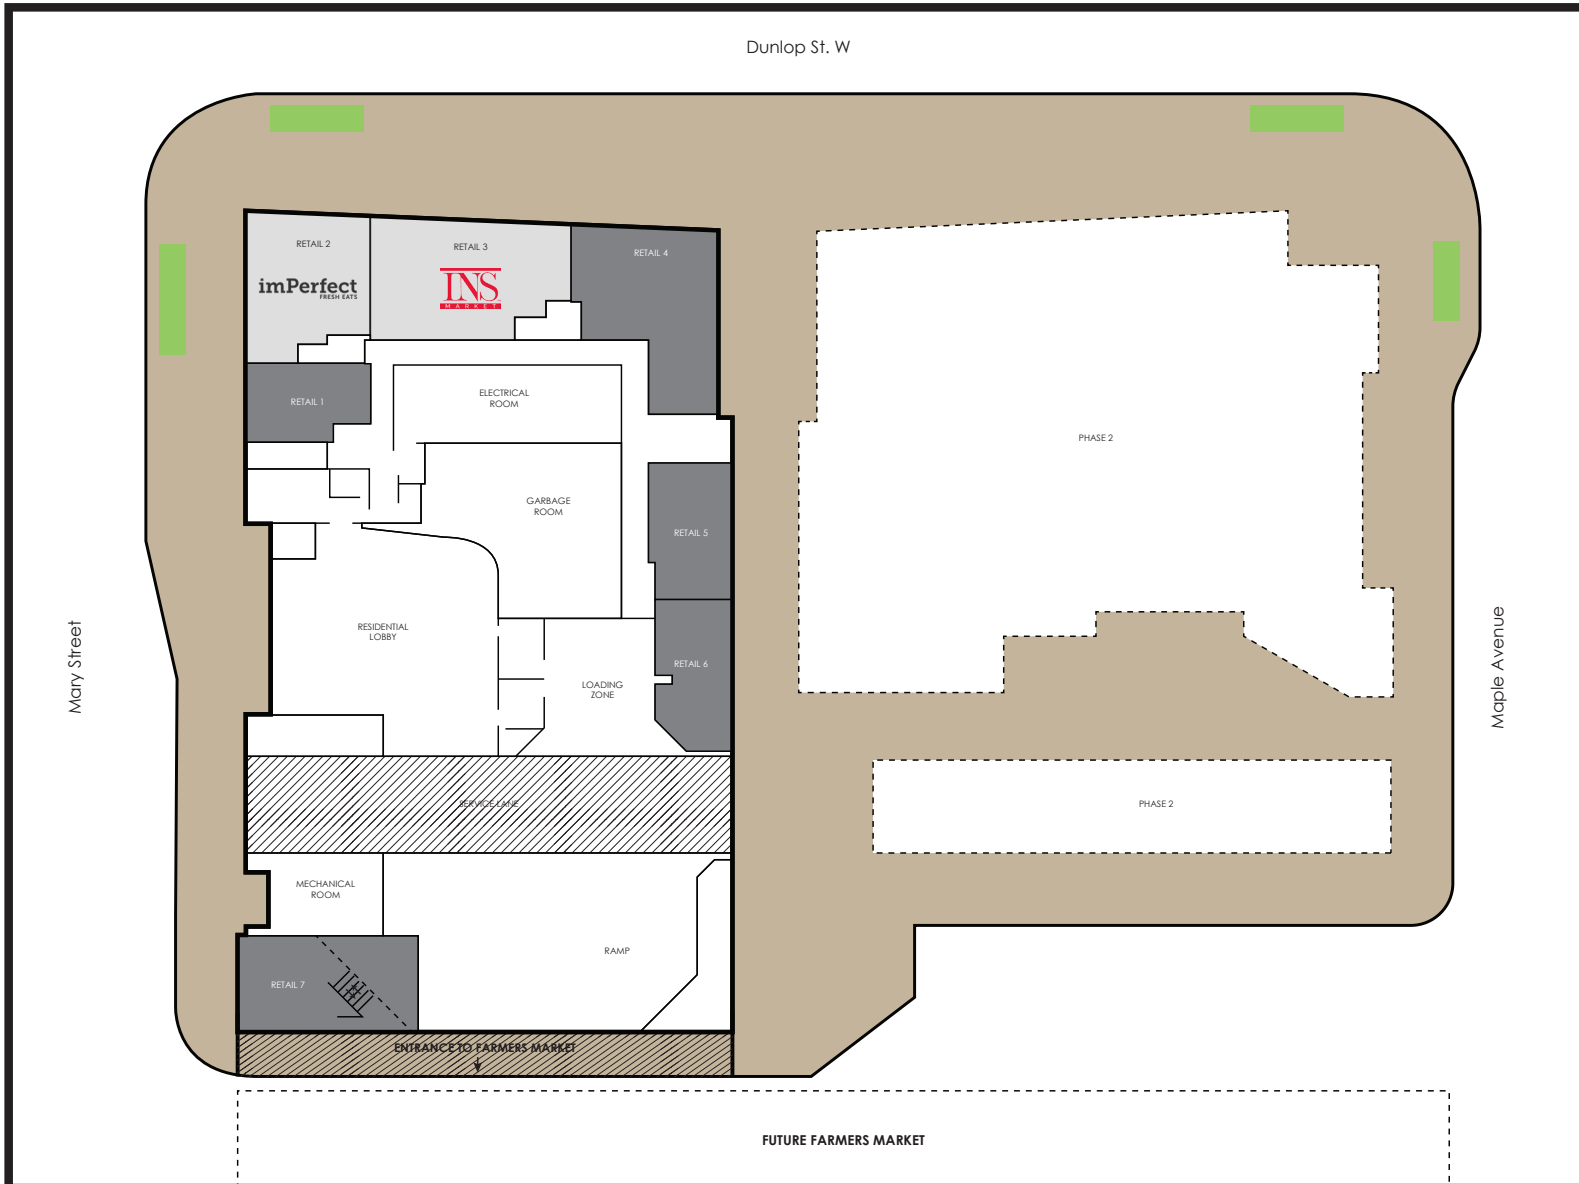 Dunlop St. W
RETAIL 2
imPerfect
FRESH EATS
RETAIL 3
INS
MARKET
RETAIL 4
RETAIL 1
ELECTRICAL
ROOM
PHASE 2
GARBAGE
ROOM
RETAIL 5
RESIDENTIAL
LOBBY
RETAIL 6
LOADING
ZONE
Mary Street
Maple Avenue
SERVICE LANE
PHASE 2
MECHANICAL
ROOM
RAMP
RETAIL 7
ENTRANCE TO FARMERS MARKET
FUTURE FARMERS MARKET